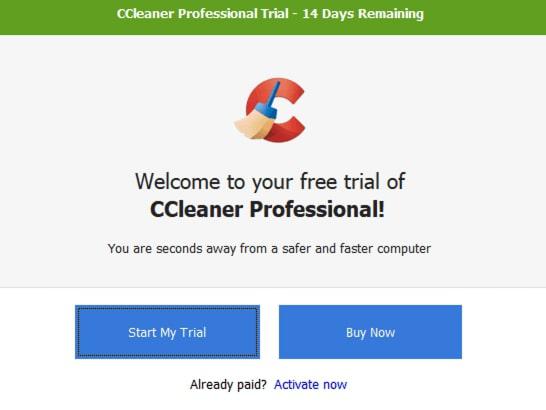 CCleaner Professional Trial - 14 Days Remaining
Welcome to your free trial of
CCleaner Professional!
You are seconds away from a safer and faster computer
Start My Trial
Buy Now
Already paid? Activate now